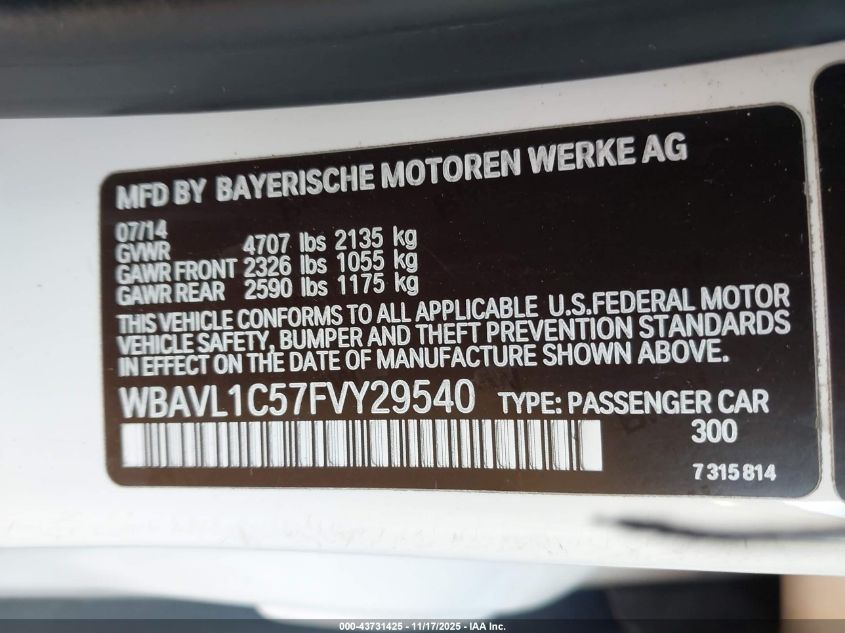 MFD BY BAYERISCHE MOTOREN WERKE AG
07/14
GVWR 4707 lbs 2135 kg
GAWR FRONT 2326 lbs 1055 kg
GAWR REAR 2590 lbs 1175 kg
THIS VEHICLE CONFORMS TO ALL APPLICABLE U.S.FEDERAL MOTOR
VEHICLE SAFETY, BUMPER AND THEFT PREVENTION STANDARDS
IN EFFECT ON THE DATE OF MANUFACTURE SHOWN ABOVE.
WBAVL1C57FVY29540 TYPE: PASSENGER CAR
300
7315814
000-43731425 - 11/17/2025 - IAA Inc.